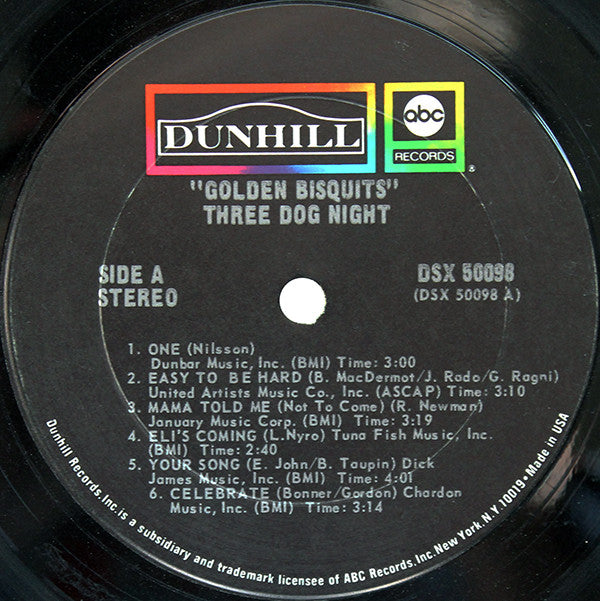 DUNHILL
abc
RECORDS
®
"GOLDEN BISQUITS"
THREE DOG NIGHT
SIDE A
STEREO
DSX 50098
(DSX 50098 A)
1. ONE (Nilsson)
Dunbar Music, Inc. (BMI) Time: 3:00
2. EASY TO BE HARD (B. MacDermot/J. Rado/G. Ragni)
United Artists Music Co., Inc. (ASCAP) Time: 3:10
3. MAMA TOLD ME (Not To Come) (R. Newman)
January Music Corp. (BMI) Time: 3:19
4. ELI'S COMING (L.Nyro) Tuna Fish Music, Inc.
(BMI) Time: 2:40
5. YOUR SONG (E. John/B. Taupin) Dick
James Music, Inc. (BMI) Time: 4:01
6. CELEBRATE (Bonner/Gordon) Chardon
Music, Inc. (BMI) Time: 3:14
Dunhill Records, Inc. is a subsidiary and trademark licensee of ABC Records, Inc. New York, N.Y. 10019 • Made in USA